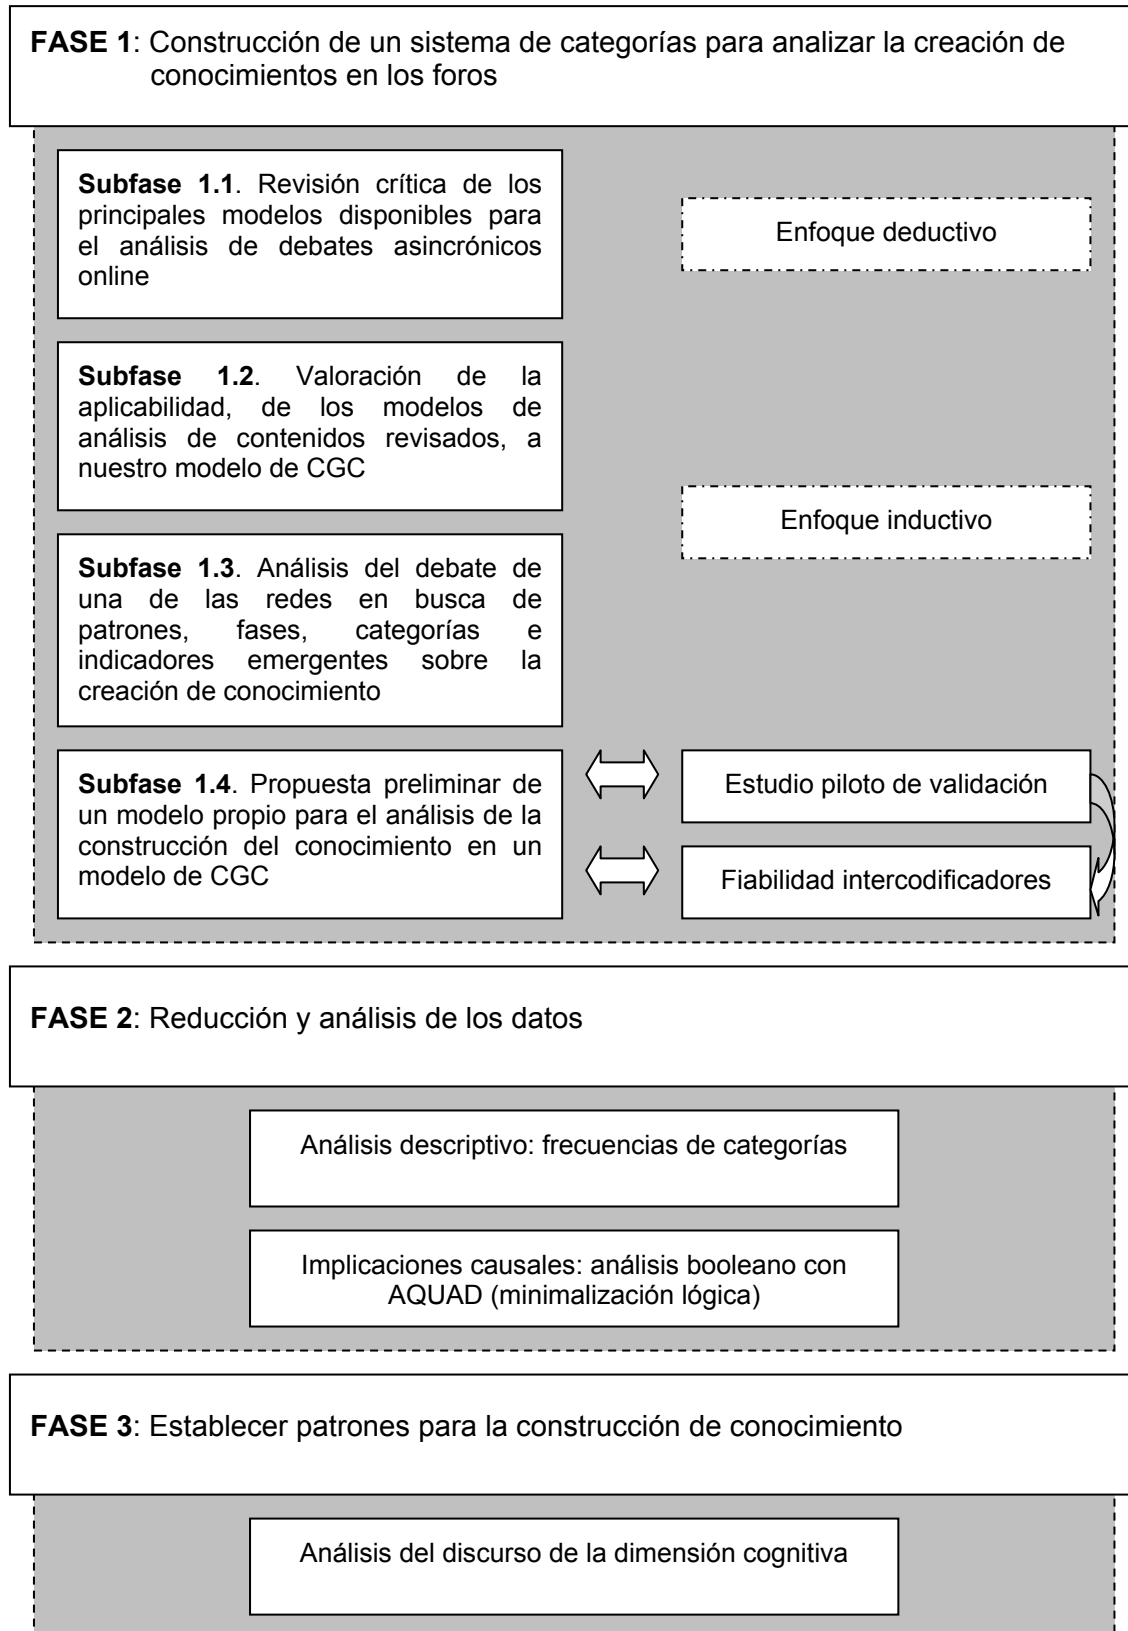 FASE 1: Construcción de un sistema de categorías para analizar la creación de
conocimientos en los foros
Subfase 1.1. Revisión crítica de los
principales modelos disponibles para
el análisis de debates asincrónicos
online
Enfoque deductivo
Subfase 1.2. Valoración de la
aplicabilidad, de los modelos de
análisis de contenidos revisados, a
nuestro modelo de CGC
Enfoque inductivo
Subfase 1.3. Análisis del debate de
una de las redes en busca de
patrones, fases, categorías e
indicadores emergentes sobre la
creación de conocimiento
Subfase 1.4. Propuesta preliminar de
un modelo propio para el análisis de la
construcción del conocimiento en un
modelo de CGC
Estudio piloto de validación
Fiabilidad intercodificadores
FASE 2: Reducción y análisis de los datos
Análisis descriptivo: frecuencias de categorías
Implicaciones causales: análisis booleano con
AQUAD (minimalización lógica)
FASE 3: Establecer patrones para la construcción de conocimiento
Análisis del discurso de la dimensión cognitiva